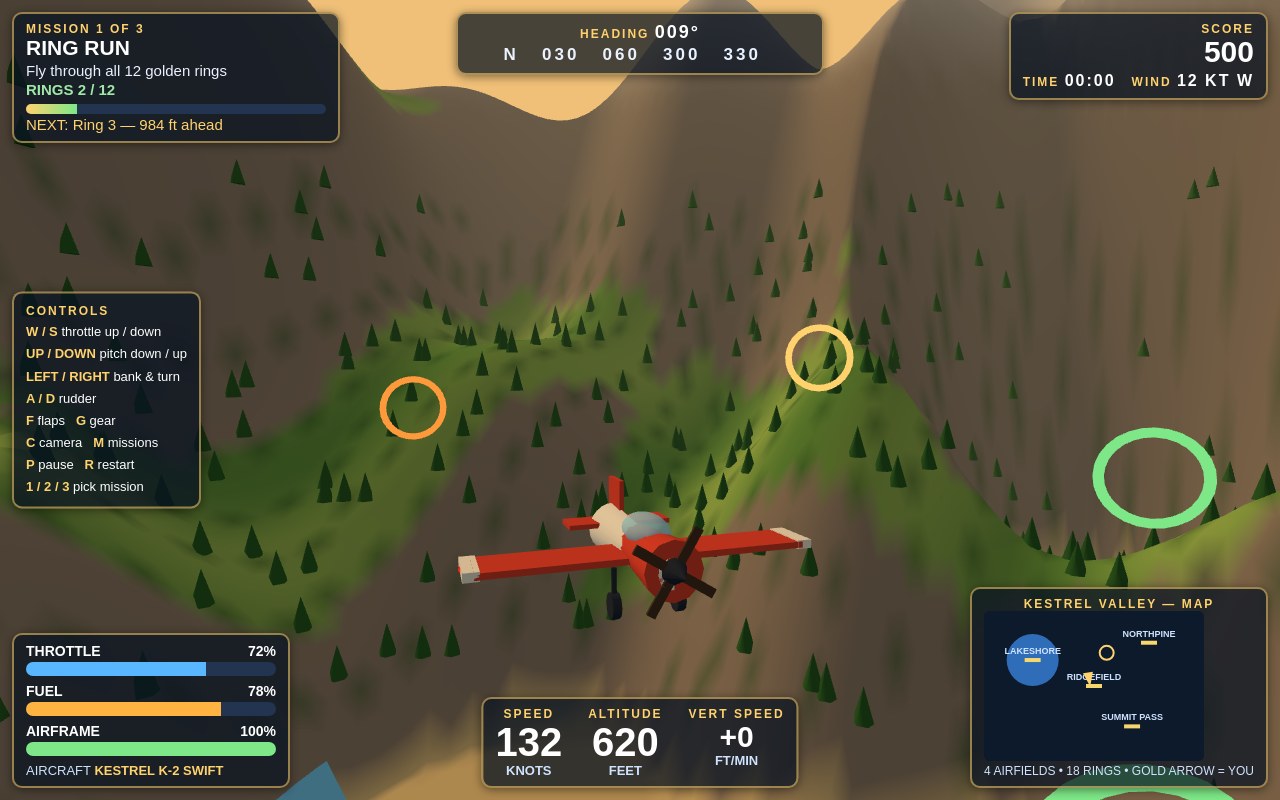 MISSION 1 OF 3
RING RUN
Fly through all 12 golden rings
RINGS 2 / 12
NEXT: Ring 3 — 984 ft ahead
HEADING 009°
N 030 060 300 330
SCORE
500
TIME 00:00 WIND 12 KT W
CONTROLS
W / S throttle up / down
UP / DOWN pitch down / up
LEFT / RIGHT bank & turn
A / D rudder
F flaps G gear
C camera M missions
P pause R restart
1 / 2 / 3 pick mission
THROTTLE 72%
FUEL 78%
AIRFRAME 100%
AIRCRAFT KESTREL K-2 SWIFT
SPEED ALTITUDE VERT SPEED
132 620 +0
KNOTS FEET FT/MIN
KESTREL VALLEY — MAP
NORTHPINE
LAKESHORE
RIDGEFIELD
SUMMIT PASS
4 AIRFIELDS • 18 RINGS • GOLD ARROW = YOU